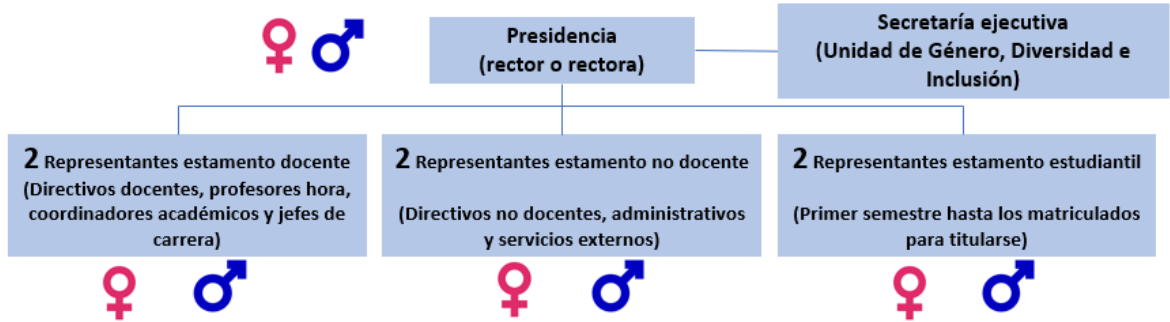 Presidencia
(rector o rectora)
Secretaría ejecutiva
(Unidad de Género, Diversidad e
Inclusión)
2 Representantes estamento docente
(Directivos docentes, profesores hora,
coordinadores académicos y jefes de
carrera)
2 Representantes estamento no docente
(Directivos no docentes, administrativos
y servicios externos)
2 Representantes estamento estudiantil
(Primer semestre hasta los matriculados
para titularse)